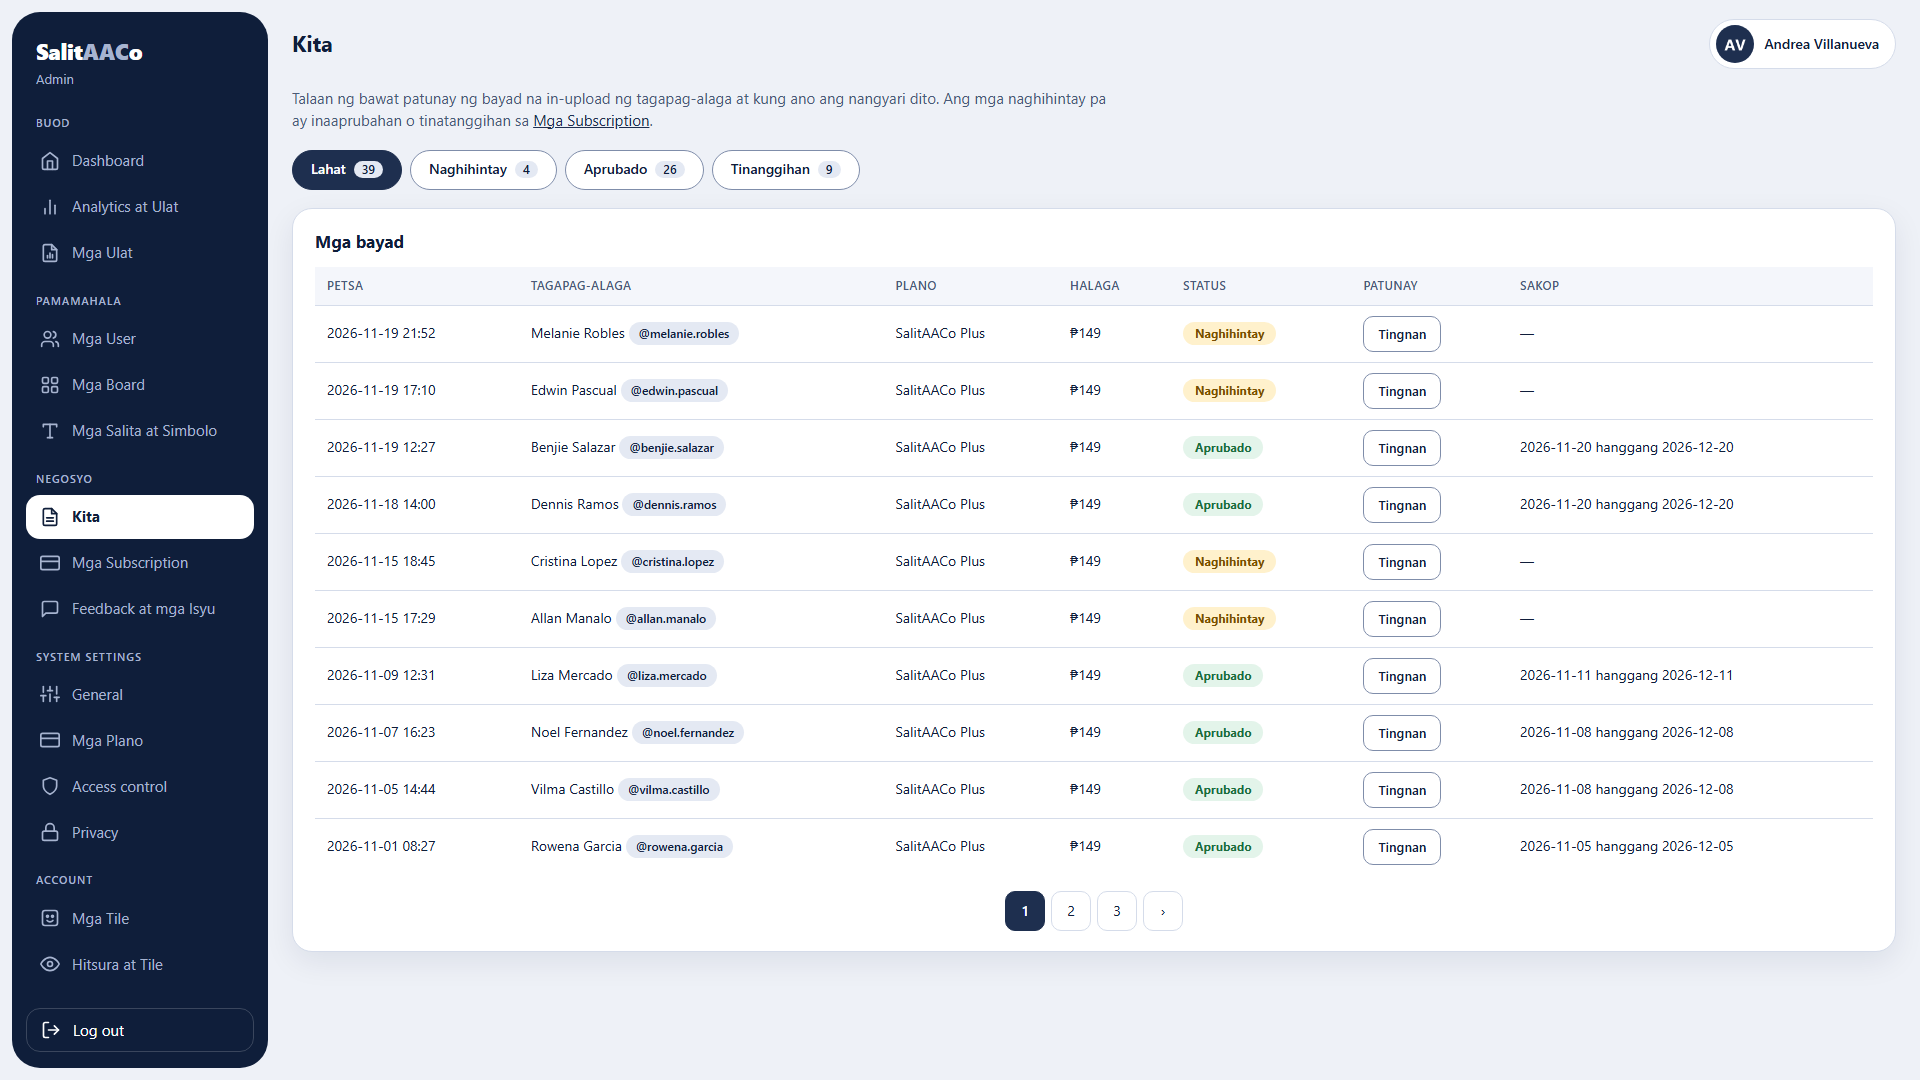 SalitAACo
Admin
BUOD
Dashboard
Analytics at Ulat
Mga Ulat
PAMAMAHALA
Mga User
Mga Board
Mga Salita at Simbolo
NEGOSYO
Kita
Mga Subscription
Feedback at mga Isyu
SYSTEM SETTINGS
General
Mga Plano
Access control
Privacy
ACCOUNT
Mga Tile
Hitsura at Tile
Log out
Kita
AV Andrea Villanueva
Talaan ng bawat patunay ng bayad na in-upload ng tagapag-alaga at kung ano ang nangyari dito. Ang mga naghihintay pa
ay inaaprubahan o tinatanggihan sa Mga Subscription.
Lahat 39 Naghihintay 4 Aprubado 26 Tinanggihan 9
Mga bayad
PETSA TAGAPAG-ALAGA PLANO HALAGA STATUS PATUNAY SAKOP
2026-11-19 21:52 Melanie Robles @melanie.robles SalitAACo Plus ₱149 Naghihintay Tingnan —
2026-11-19 17:10 Edwin Pascual @edwin.pascual SalitAACo Plus ₱149 Naghihintay Tingnan —
2026-11-19 12:27 Benjie Salazar @benjie.salazar SalitAACo Plus ₱149 Aprubado Tingnan 2026-11-20 hanggang 2026-12-20
2026-11-18 14:00 Dennis Ramos @dennis.ramos SalitAACo Plus ₱149 Aprubado Tingnan 2026-11-20 hanggang 2026-12-20
2026-11-15 18:45 Cristina Lopez @cristina.lopez SalitAACo Plus ₱149 Naghihintay Tingnan —
2026-11-15 17:29 Allan Manalo @allan.manalo SalitAACo Plus ₱149 Naghihintay Tingnan —
2026-11-09 12:31 Liza Mercado @liza.mercado SalitAACo Plus ₱149 Aprubado Tingnan 2026-11-11 hanggang 2026-12-11
2026-11-07 16:23 Noel Fernandez @noel.fernandez SalitAACo Plus ₱149 Aprubado Tingnan 2026-11-08 hanggang 2026-12-08
2026-11-05 14:44 Vilma Castillo @vilma.castillo SalitAACo Plus ₱149 Aprubado Tingnan 2026-11-08 hanggang 2026-12-08
2026-11-01 08:27 Rowena Garcia @rowena.garcia SalitAACo Plus ₱149 Aprubado Tingnan 2026-11-05 hanggang 2026-12-05
1 2 3 ›